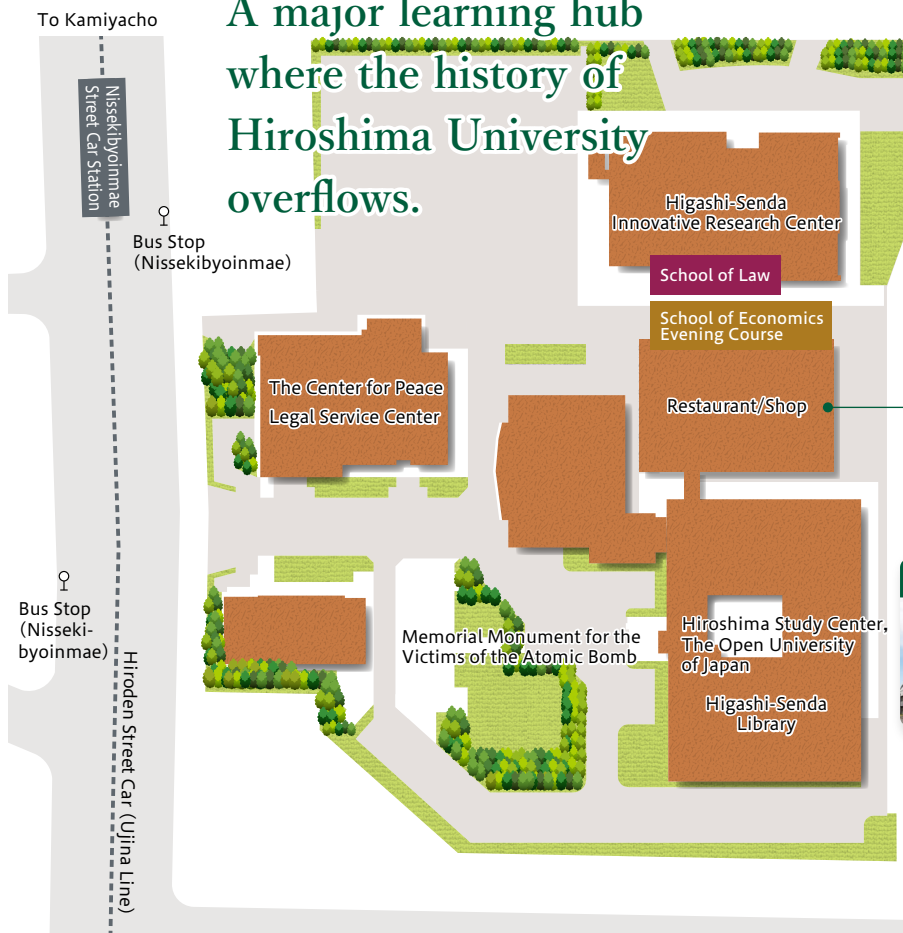 To Kamiyacho
A major learning hub
where the history of
Hiroshima University
overflows.
Nissekibyoinmae
Street Car Station
Bus Stop
(Nissekibyoinmae)
Higashi-Senda
Innovative Research Center
School of Law
School of Economics
Evening Course
The Center for Peace
Legal Service Center
Restaurant/Shop
Bus Stop
(Nisseki-
byoinmae)
Memorial Monument for the
Victims of the Atomic Bomb
Hiroshima Study Center,
The Open University
of Japan
Higashi-Senda
Library
Hiroden Street Car (Ujina Line)